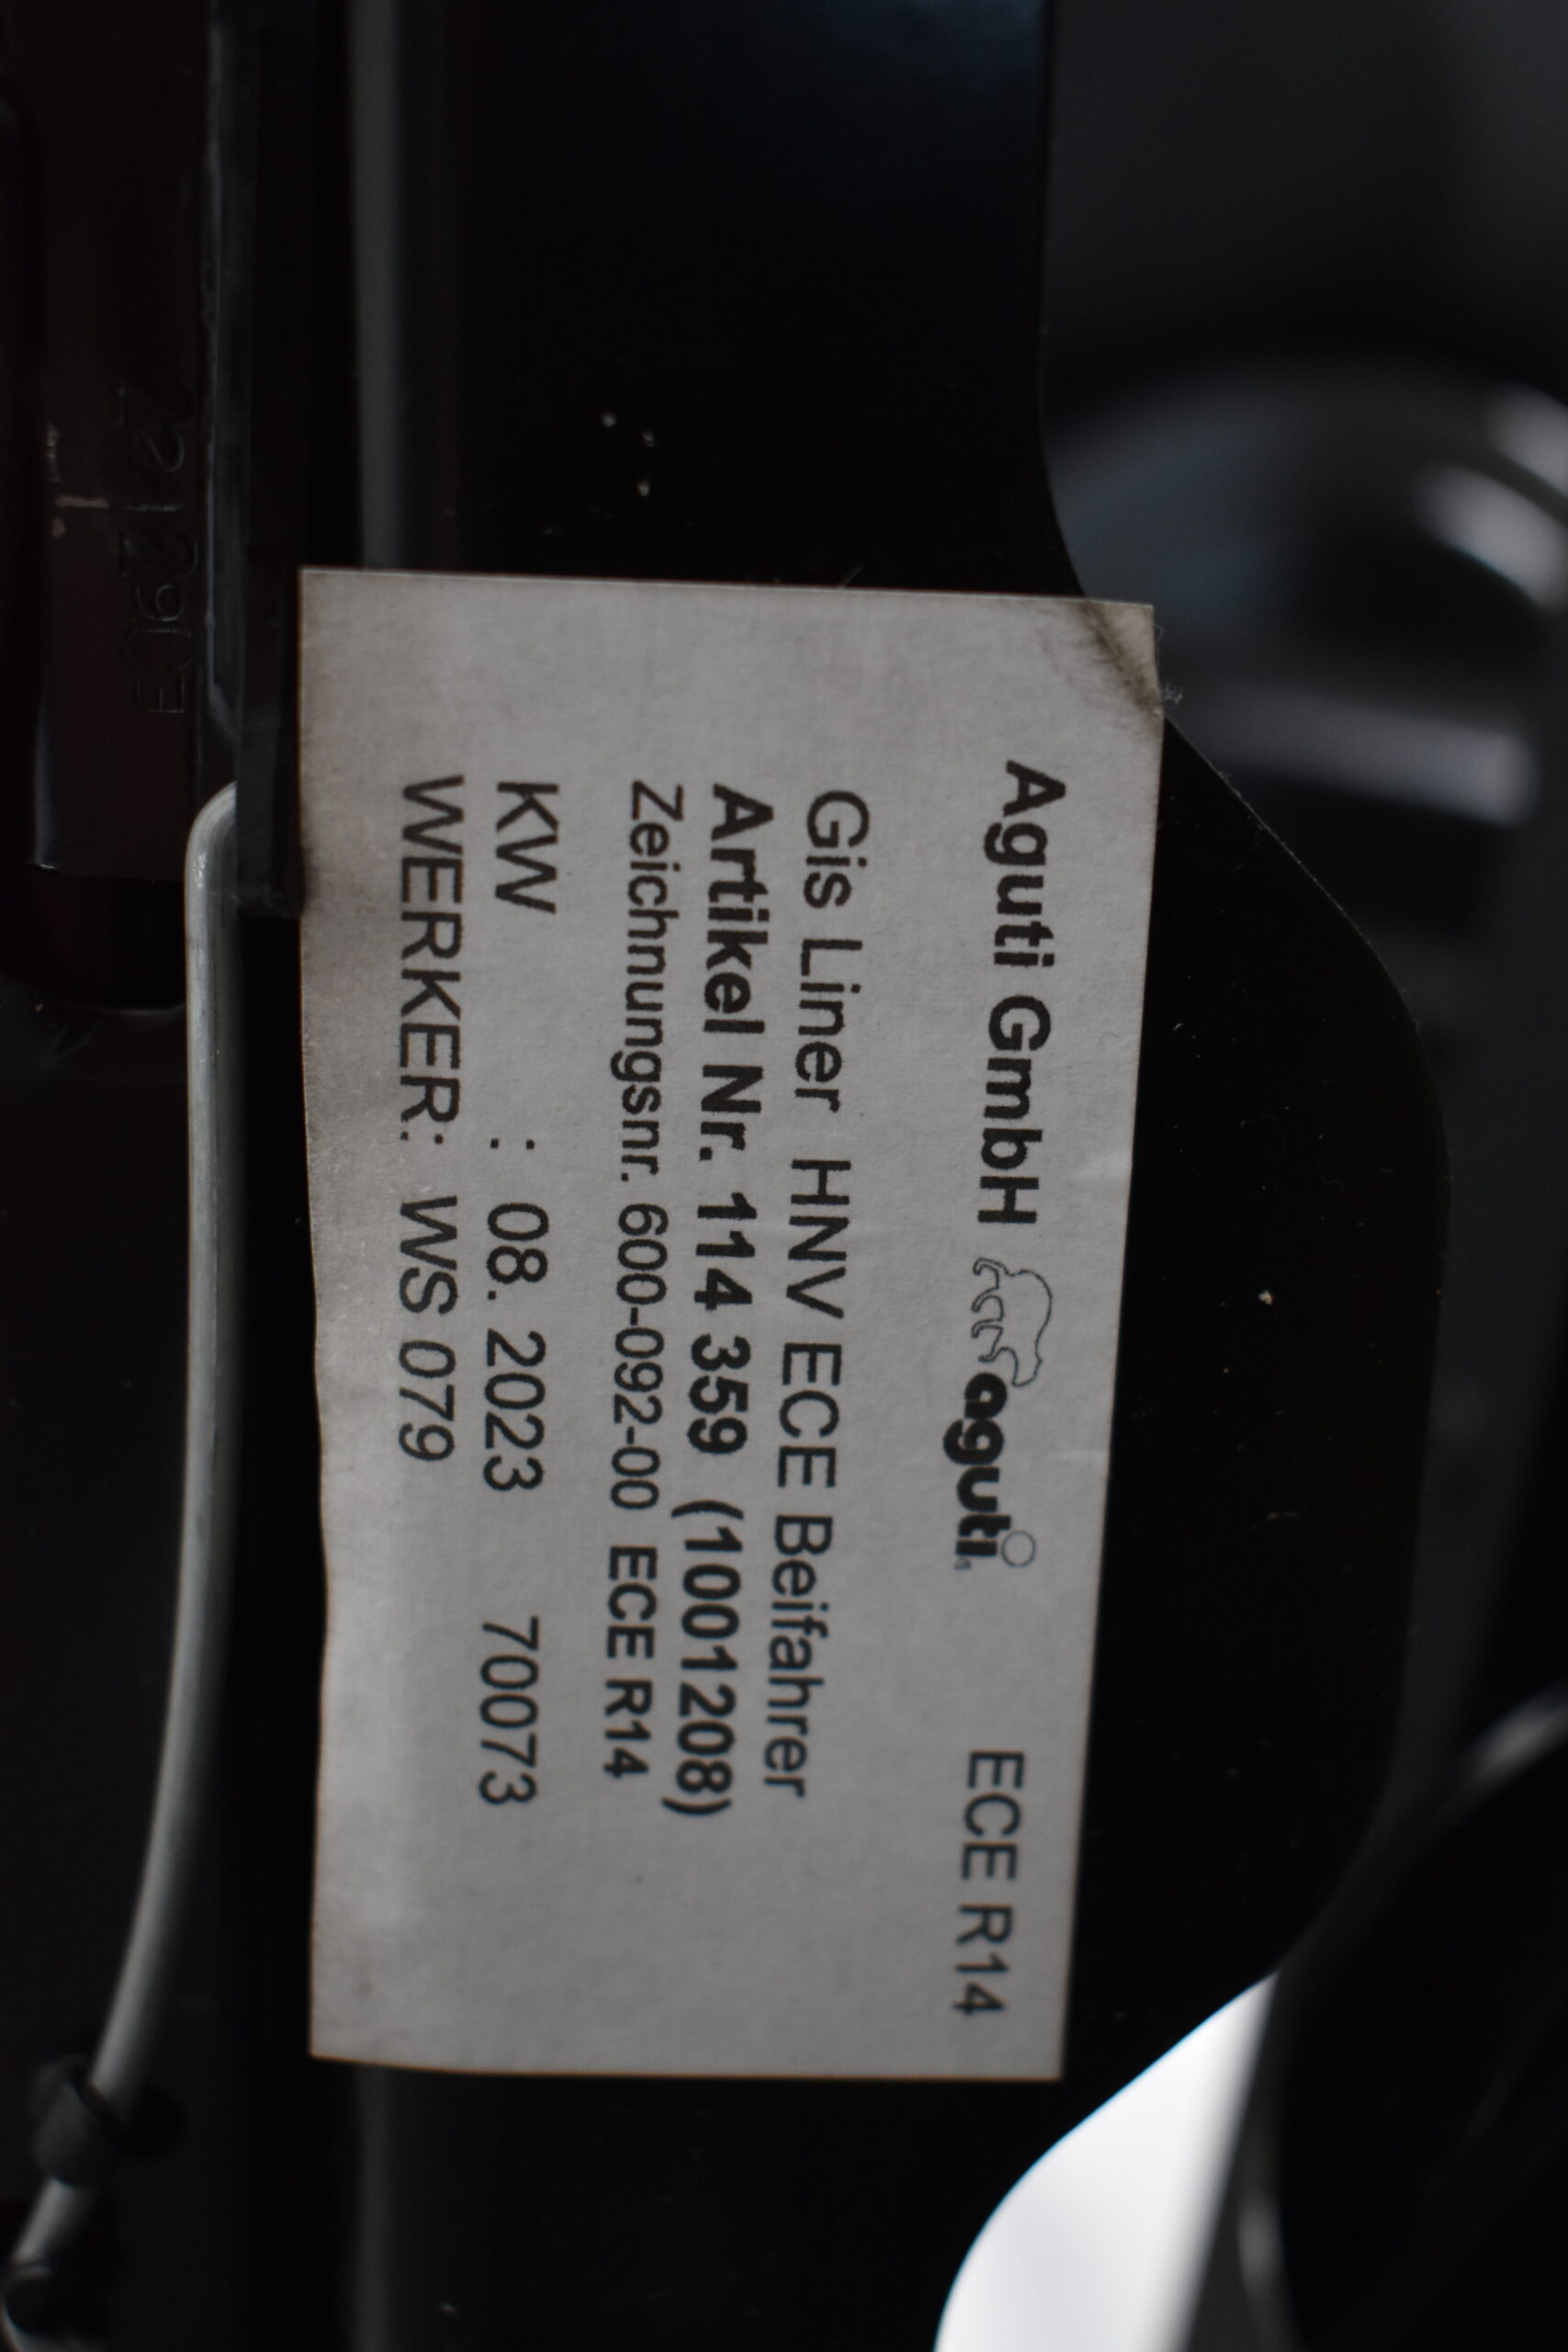 Aguti GmbH aguti ECE R14
Gis Liner HNV ECE Beifahrer
Artikel Nr. 114 359 (1001208)
Zeichnungsnr. 600-092-00 ECE R14
KW : 08. 2023 70073
WERKER: WS 079